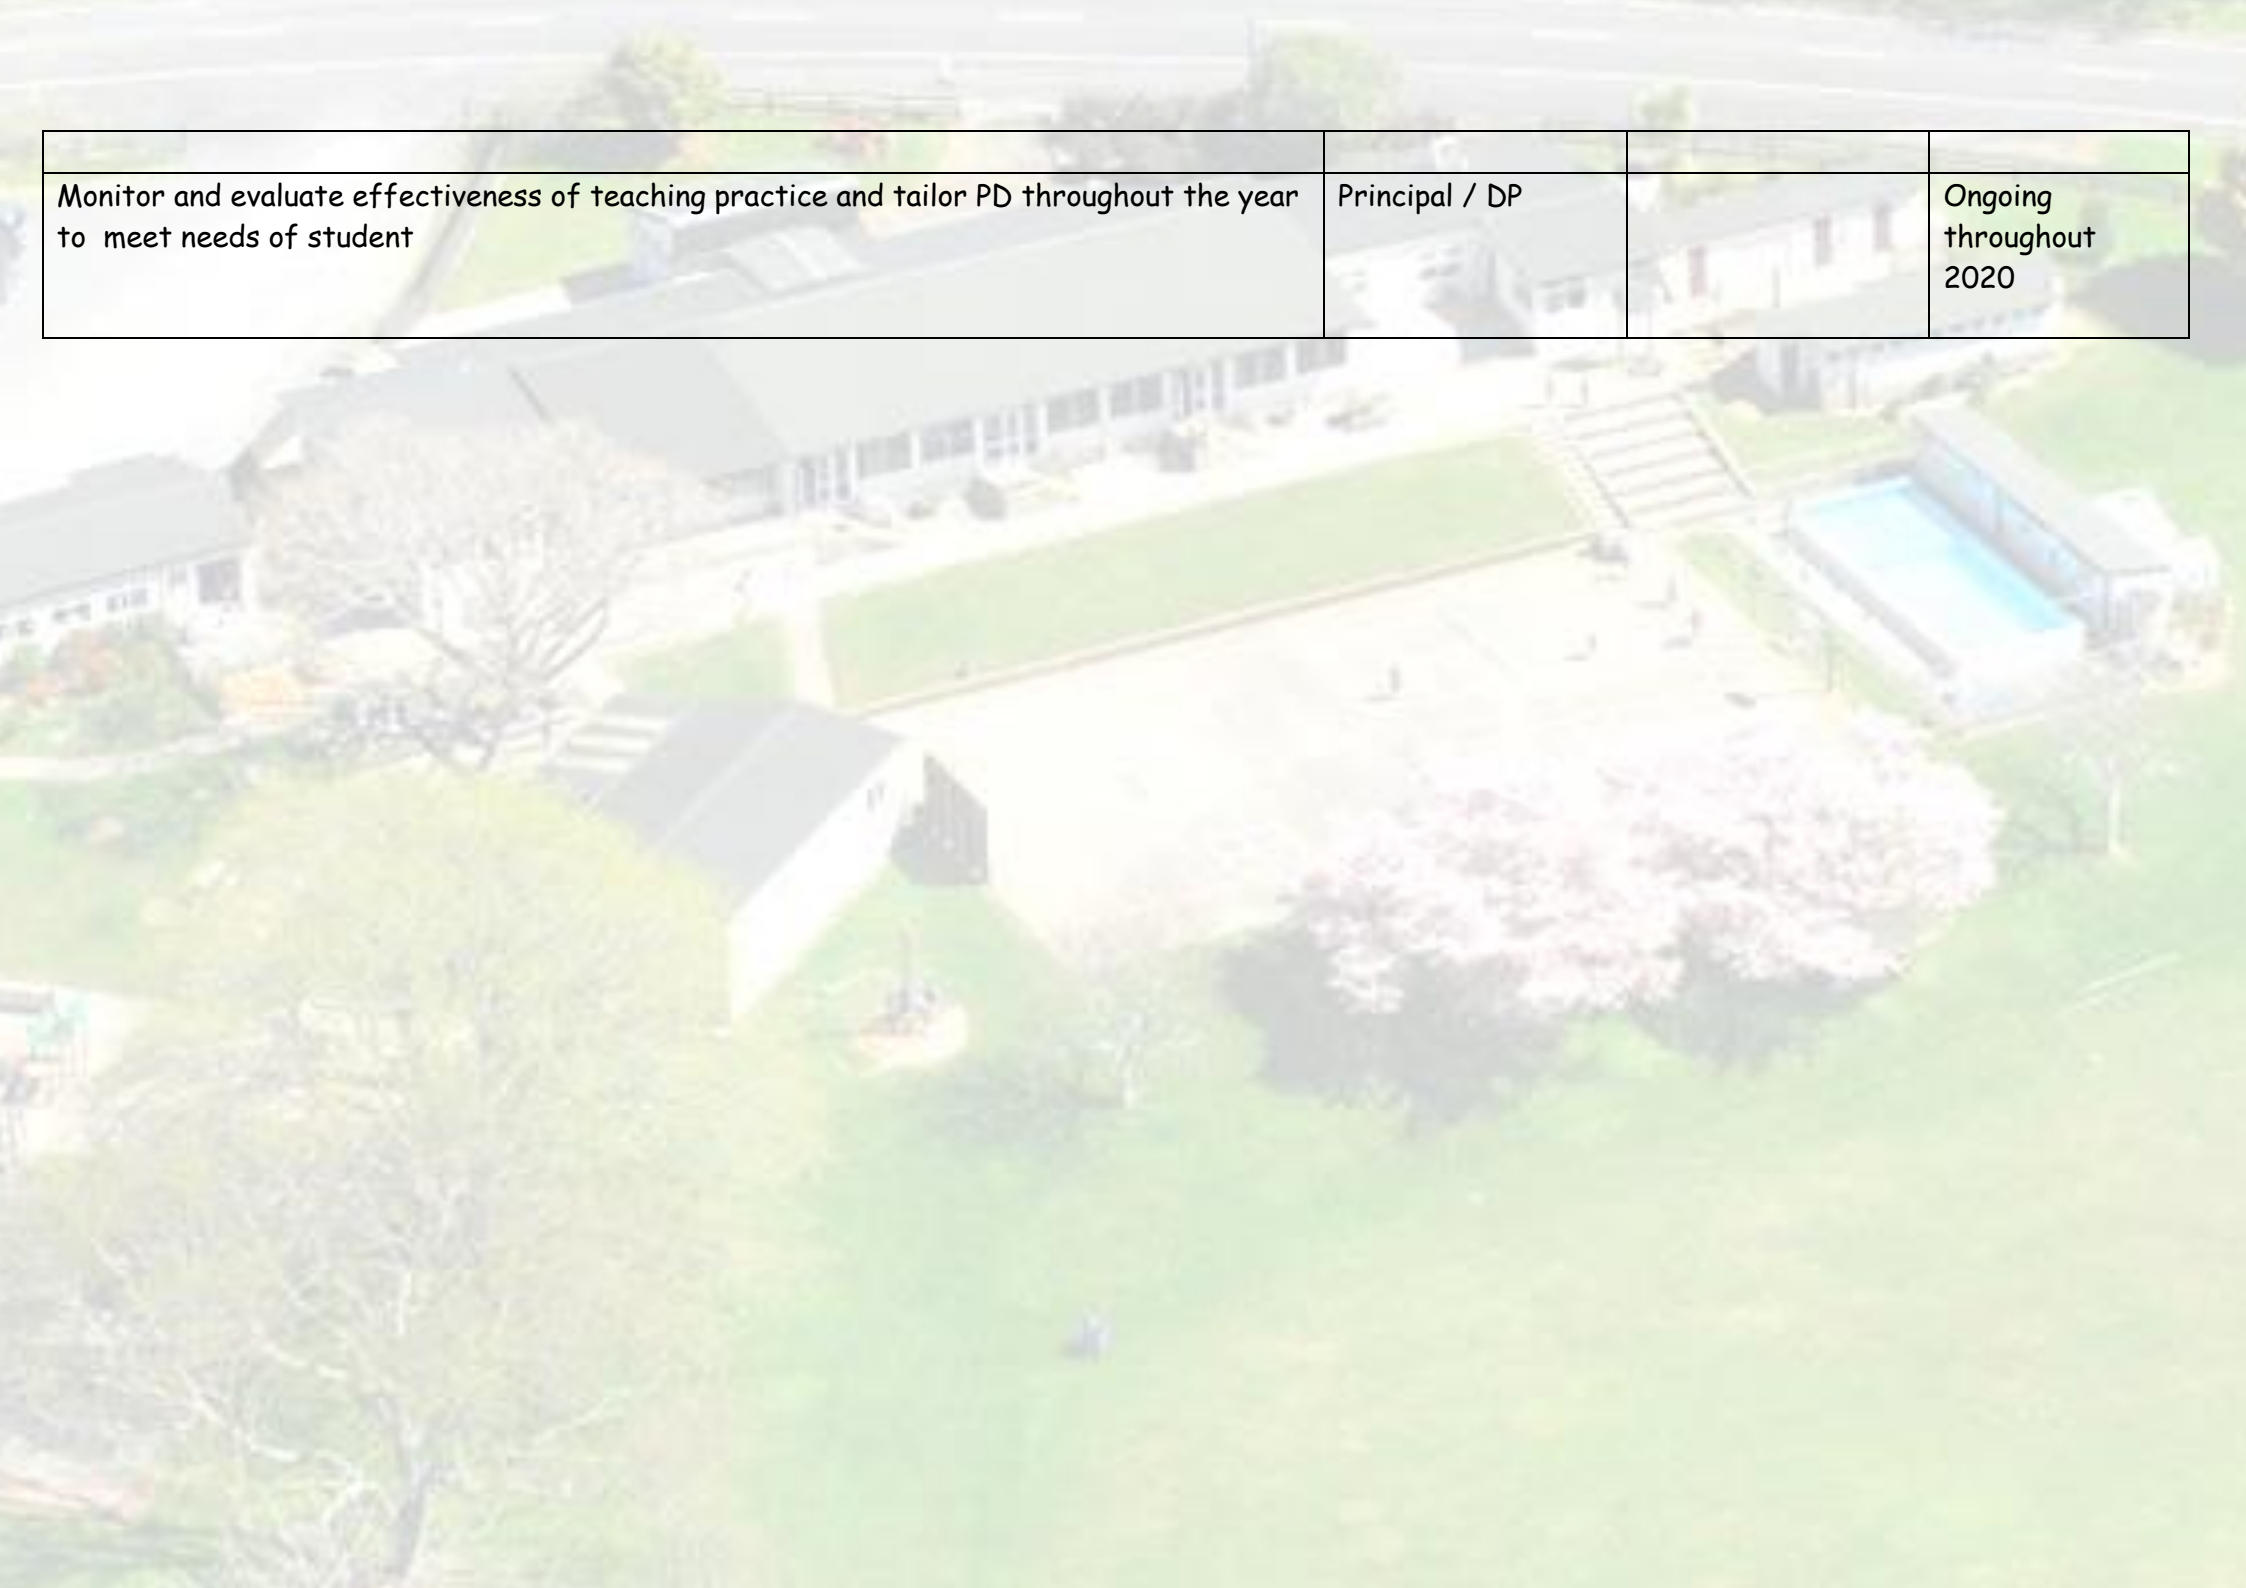 Monitor and evaluate effectiveness of teaching practice and tailor PD throughout the year
to  meet needs of student
Principal / DP
Ongoing
throughout
2020